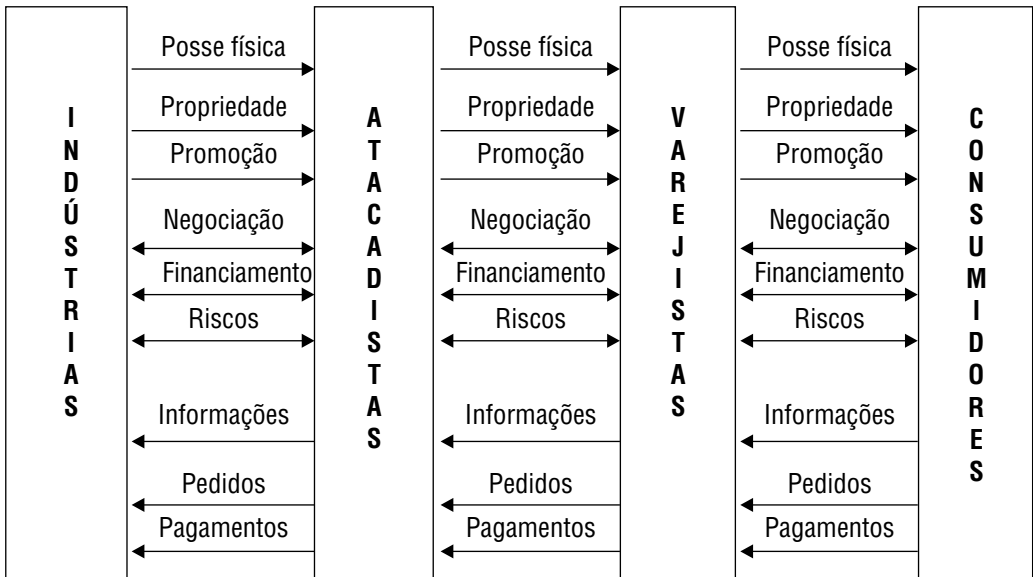 INDÚSTRIAS
Posse física
Propriedade
Promoção
Negociação
Financiamento
Riscos
Informações
Pedidos
Pagamentos
ATACADISTAS
Posse física
Propriedade
Promoção
Negociação
Financiamento
Riscos
Informações
Pedidos
Pagamentos
VAREJISTAS
Posse física
Propriedade
Promoção
Negociação
Financiamento
Riscos
Informações
Pedidos
Pagamentos
CONSUMIDORES